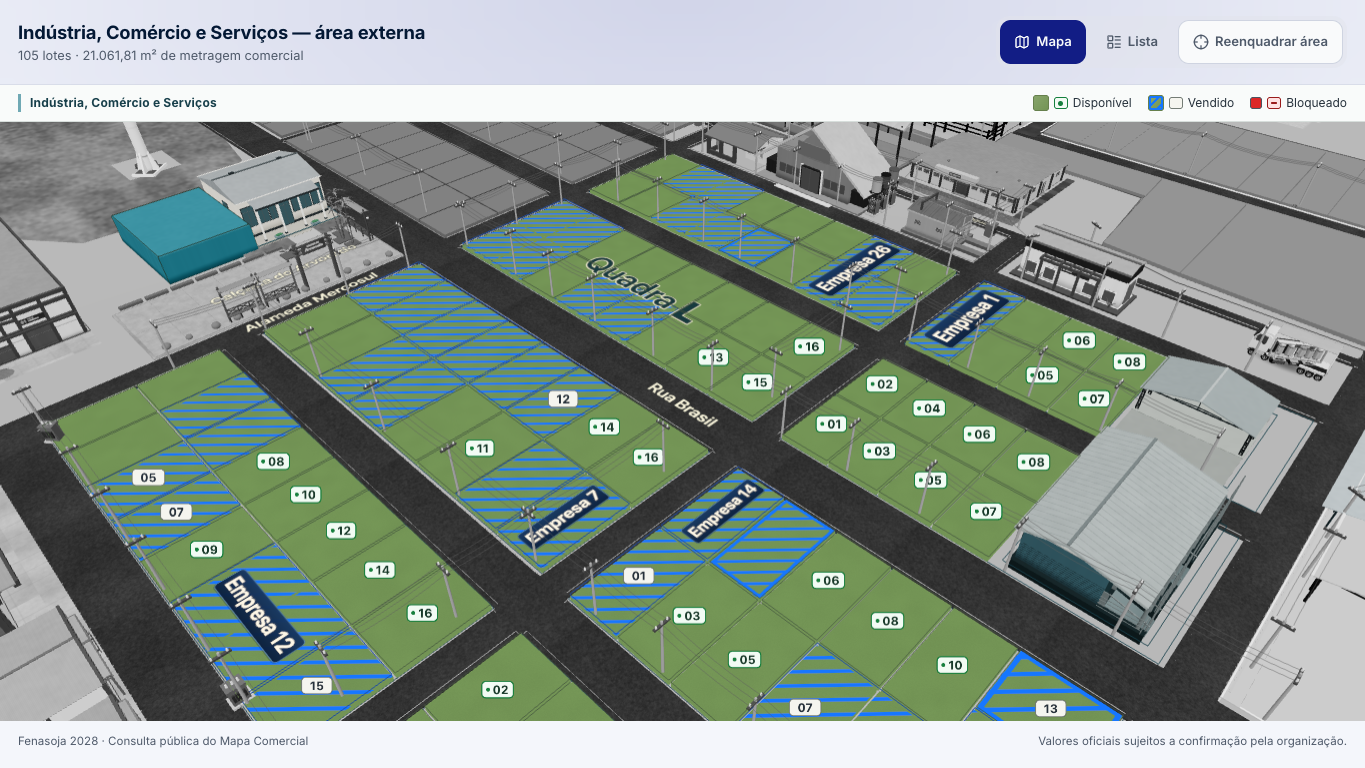 Indústria, Comércio e Serviços — área externa
105 lotes · 21.061,81 m² de metragem comercial
Mapa
Lista
Reenquadrar área
Indústria, Comércio e Serviços
Disponível
Vendido
Bloqueado
Alameda Mercosul
Quadra L
Empresa 26
Empresa 1
06
08
05
07
16
13
15
02
04
01
06
03
08
05
07
Rua Brasil
12
14
11
16
Empresa 7
Empresa 14
08
05
10
07
12
09
14
16
Empresa 12
15
01
06
03
08
05
10
02
07
13
Fenasoja 2028 · Consulta pública do Mapa Comercial
Valores oficiais sujeitos a confirmação pela organização.